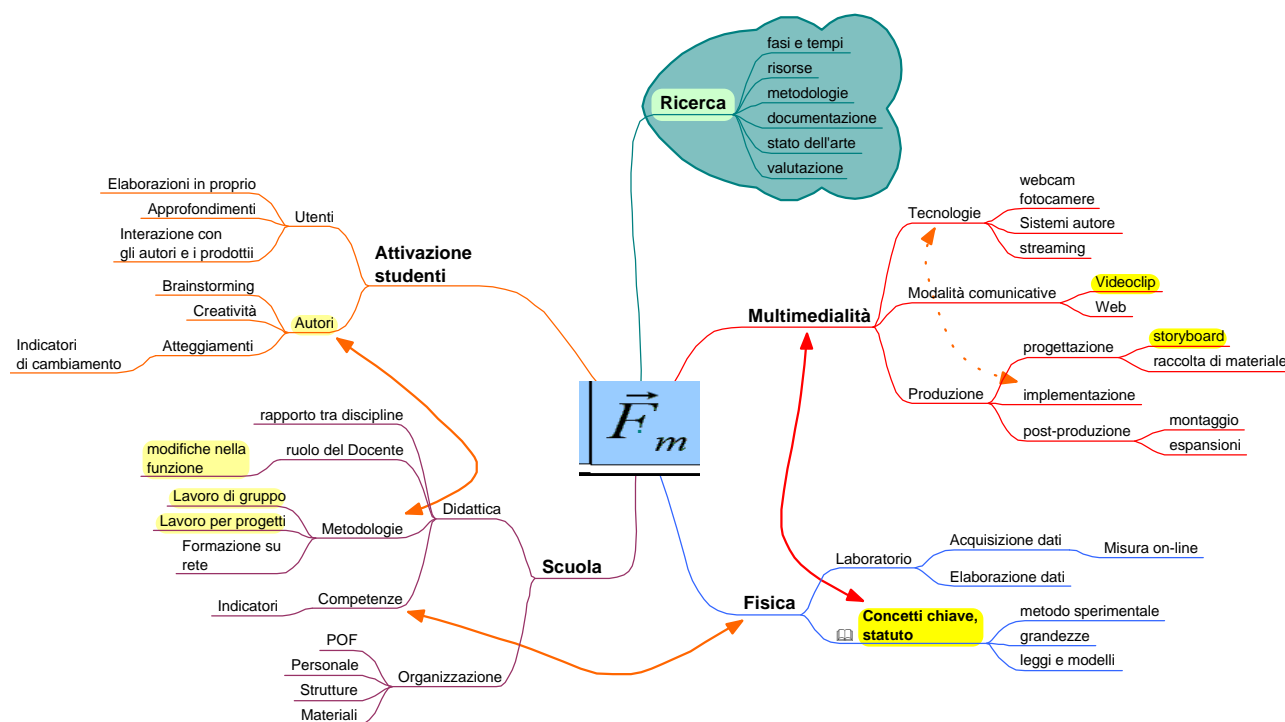 fasi e tempi
risorse
Ricerca
metodologie
documentazione
stato dell'arte
valutazione
Elaborazioni in proprio
Approfondimenti
Utenti
Interazione con
gli autori e i prodottii
Attivazione
studenti
Brainstorming
Creatività
Autori
Atteggiamenti
Indicatori
di cambiamento
webcam
fotocamere
Tecnologie
Sistemi autore
streaming
Multimedialità
Modalità comunicative
Videoclip
Web
progettazione
storyboard
raccolta di materiale
Produzione
implementazione
post-produzione
montaggio
espansioni
F m
rapporto tra discipline
modifiche nella
funzione
ruolo del Docente
Lavoro di gruppo
Lavoro per progetti
Metodologie
Formazione su
rete
Didattica
Indicatori
Competenze
Scuola
POF
Personale
Organizzazione
Strutture
Materiali
Fisica
Laboratorio
Acquisizione dati
Misura on-line
Elaborazione dati
Concetti chiave,
statuto
metodo sperimentale
grandezze
leggi e modelli